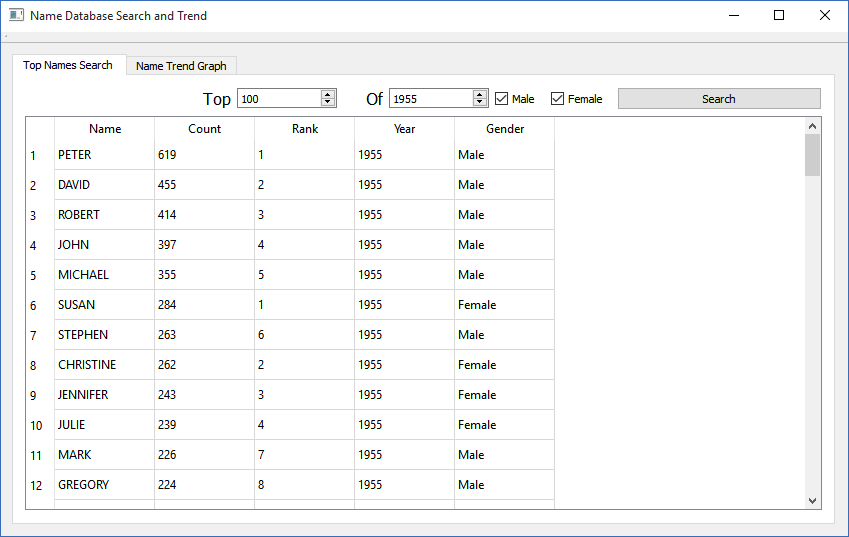 Name Database Search and Trend
Top Names Search Name Trend Graph
Top 100 Of 1955 Male Female Search
Name Count Rank Year Gender
1 PETER 619 1 1955 Male
2 DAVID 455 2 1955 Male
3 ROBERT 414 3 1955 Male
4 JOHN 397 4 1955 Male
5 MICHAEL 355 5 1955 Male
6 SUSAN 284 1 1955 Female
7 STEPHEN 263 6 1955 Male
8 CHRISTINE 262 2 1955 Female
9 JENNIFER 243 3 1955 Female
10 JULIE 239 4 1955 Female
11 MARK 226 7 1955 Male
12 GREGORY 224 8 1955 Male